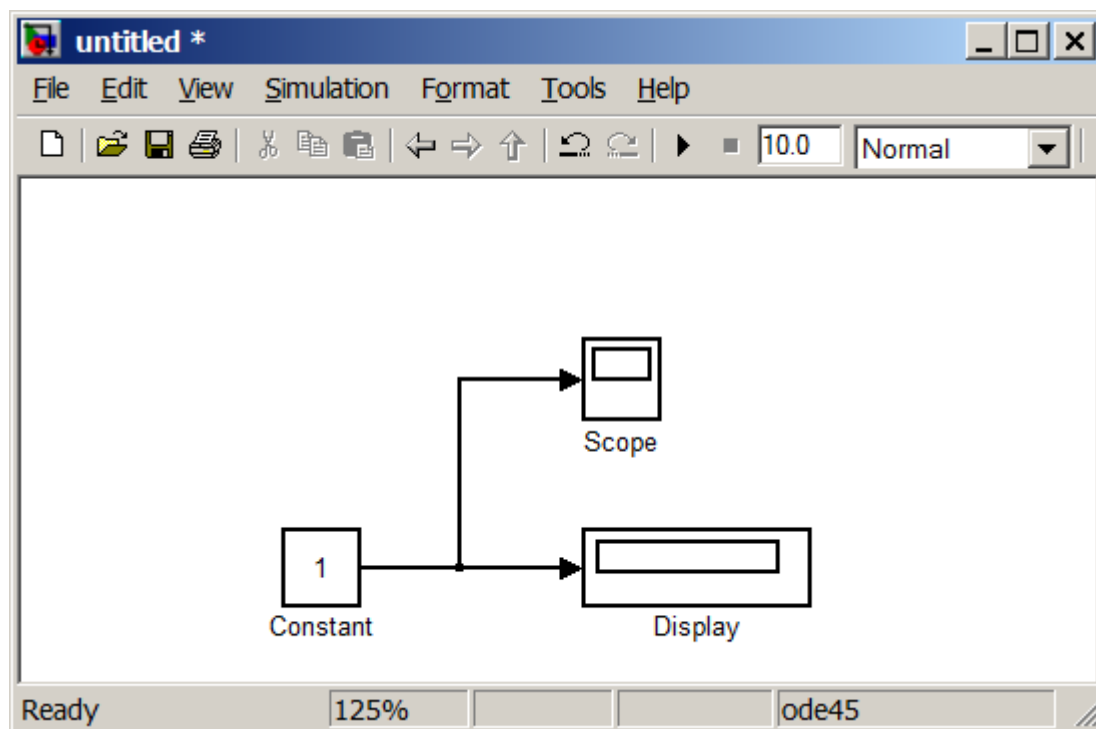 untitled *
File Edit View Simulation Format Tools Help
10.0 Normal
Scope
1
Constant
Display
Ready 125% ode45